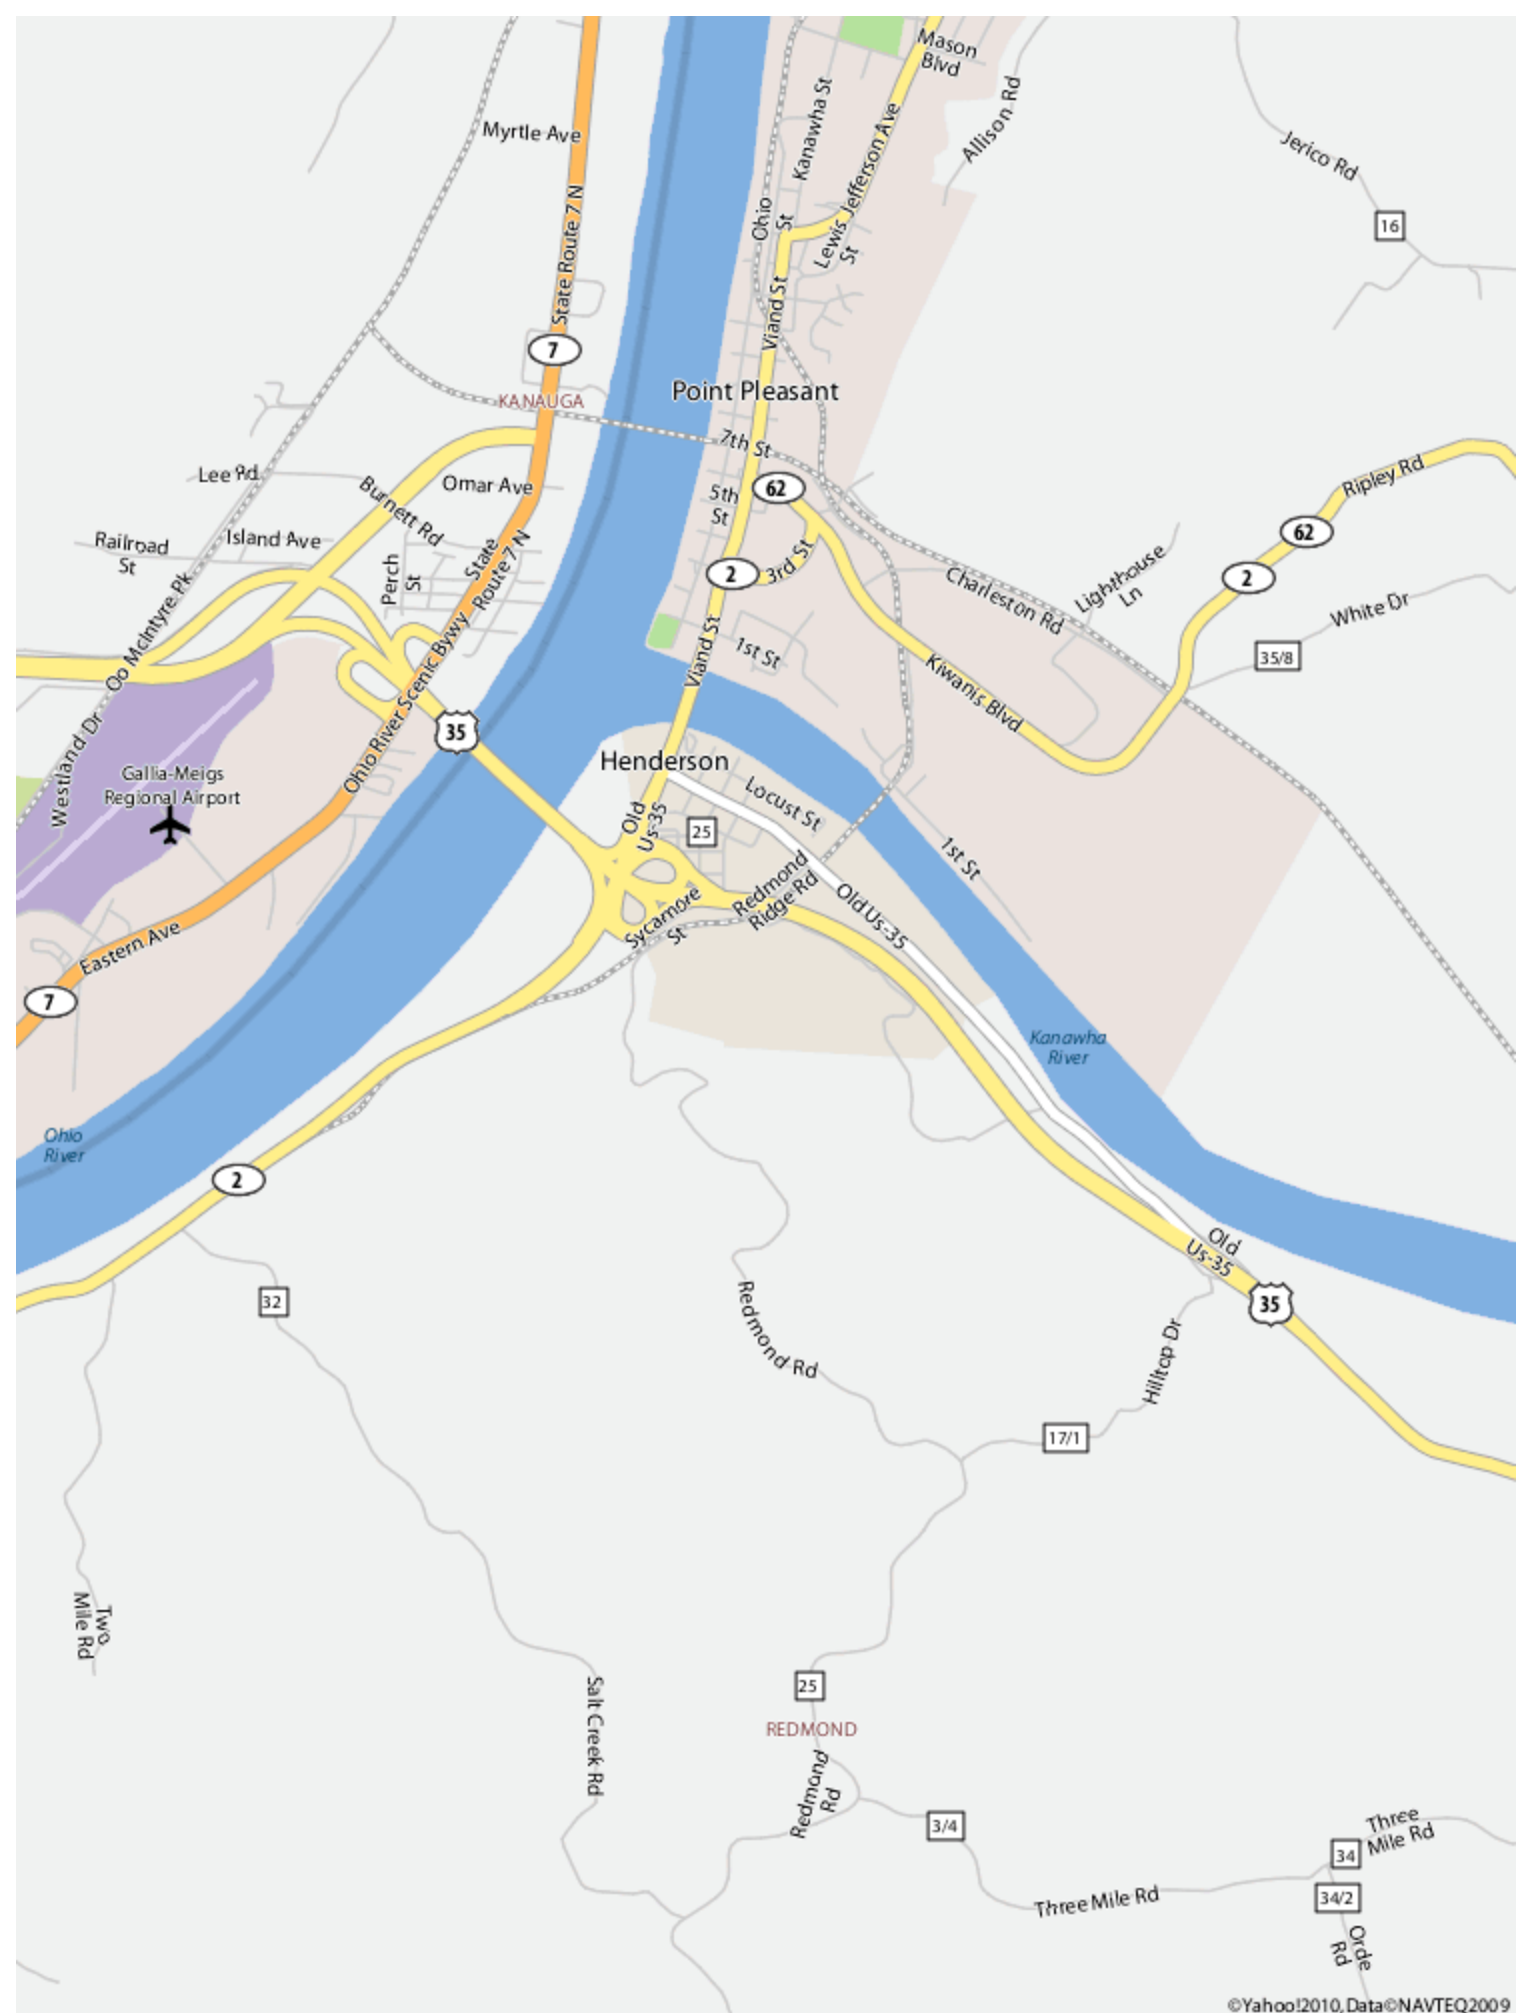 Mason
Blvd
Kanawha St
Allison Rd
Myrtle Ave
Lewis Jefferson Ave
St
Jerico Rd
16
State Route 7 N
Ohio
St
Viand St
7
KANAUGA
Point Pleasant
7th St
Lee Rd
Burnett Rd
Omar Ave
62
5th
St
Ripley Rd
62
Railroad
St
Island Ave
Perch
St
State
Route 7 N
2
3rd St
Charleston Rd
Lighthouse
Ln
2
White Dr
35/8
Oo McIntyre Pk
Viand St
1st St
Kiwanis Blvd
Ohio River Scenic Bywy
35
Westland Dr
Gallia-Meigs
Regional Airport
Henderson
Locust St
Old
Us-35
25
1st St
Redmond
Ridge Rd
Old Us-35
Sycamore
St
Eastern Ave
7
Kanawha
River
Ohio
River
2
Old
Us-35
35
32
Redmond Rd
Hilltop Dr
17/1
Two
Mile Rd
Salt Creek Rd
25
REDMOND
Redmond
Rd
3/4
Three
Mile Rd
34
34/2
Three Mile Rd
Orde
Rd
©Yahoo!2010, Data©NAVTEQ2009